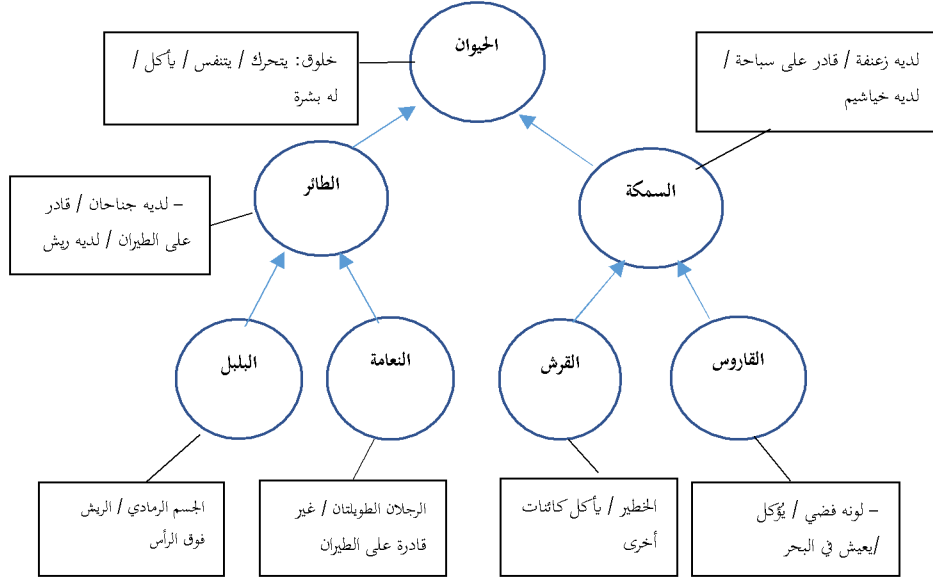 الحيوان
خلوق: يتحرك / يتنفس / يأكل /
له بشرة
لديه زعنفة / قادر على سباحة /
لديه خياشيم
الطائر
السمكة
– لديه جناحان / قادر
على الطيران / لديه ريش
البلبل
النعامة
القرش
القاروس
الجسم الرمادي / الريش
فوق الرأس
الرجلان الطويلتان / غير
قادرة على الطيران
الخطير / يأكل كائنات
أخرى
– لونه فضي / يُؤكل
/يعيش في البحر